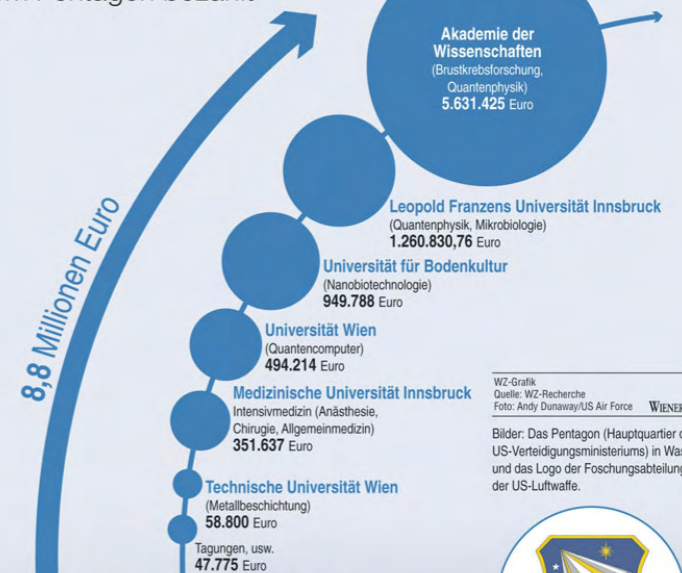 Pentagon bezahlt
8,8 Millionen Euro
Akademie der
Wissenschaften
(Brustkrebsforschung,
Quantenphysik)
5.631.425 Euro
Leopold Franzens Universität Innsbruck
(Quantenphysik, Mikrobiologie)
1.260.830,76 Euro
Universität für Bodenkultur
(Nanobiotechnologie)
949.788 Euro
Universität Wien
(Quantencomputer)
494.214 Euro
Medizinische Universität Innsbruck
Intensivmedizin (Anästhesie,
Chirugie, Allgemeinmedizin)
351.637 Euro
Technische Universität Wien
(Metallbeschichtung)
58.800 Euro
Tagungen, usw.
47.775 Euro
WZ-Grafik
Quelle: WZ-Recherche
Foto: Andy Dunaway/US Air Force WIENER
Bilder: Das Pentagon (Hauptquartier
US-Verteidigungsministeriums) in
und das Logo der Foschungsabteilung
der US-Luftwaffe.